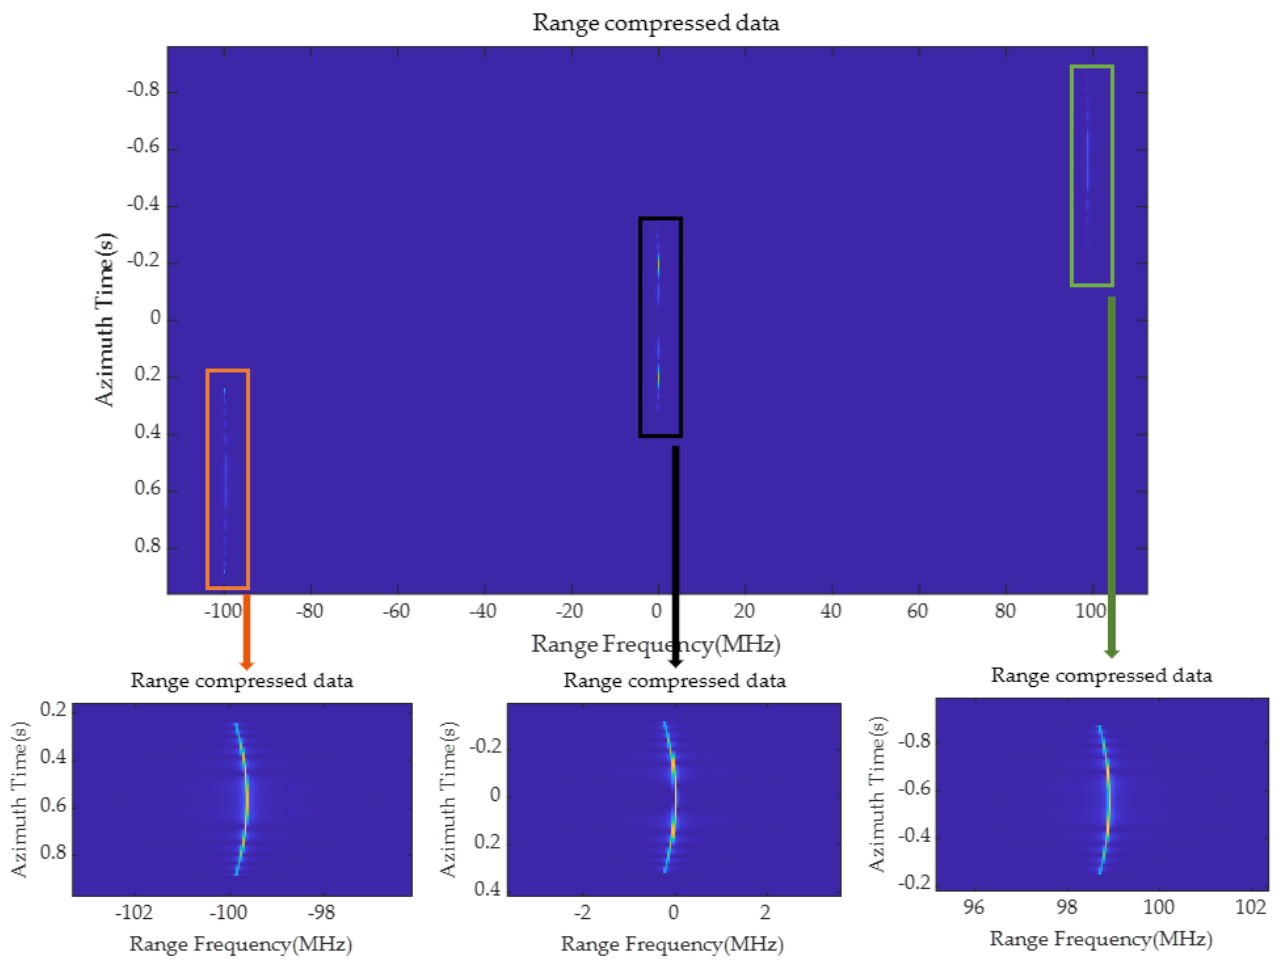 Range compressed data
Azimuth Time(s)
-0.8
-0.6
-0.4
-0.2
0
0.2
0.4
0.6
0.8
-100 -80 -60 -40 -20 0 20 40 60 80 100
Range Frequency(MHz)
Range compressed data
Azimuth Time(s)
0.2
0.4
0.6
0.8
-102 -100 -98
Range Frequency(MHz)
Range compressed data
Azimuth Time(s)
-0.2
0
0.2
0.4
-2 0 2
Range Frequency(MHz)
Range compressed data
Azimuth Time(s)
-0.8
-0.6
-0.4
-0.2
96 98 100 102
Range Frequency(MHz)